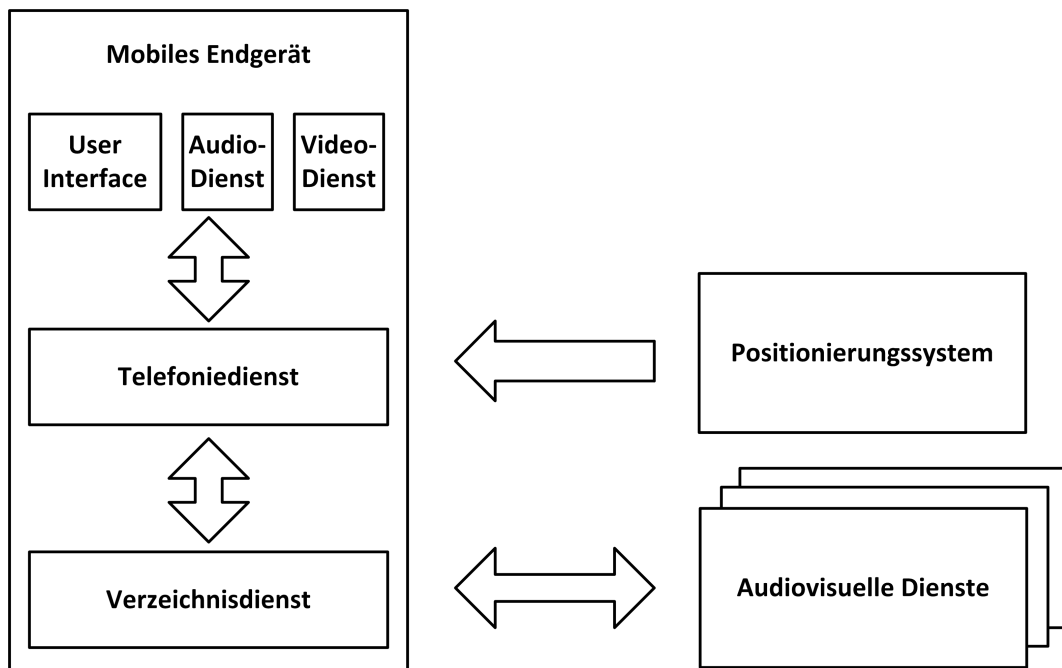 Mobiles Endgerät
User
Interface
Audio-
Dienst
Video-
Dienst
Telefoniedienst
Positionierungssystem
Verzeichnisdienst
Audiovisuelle Dienste